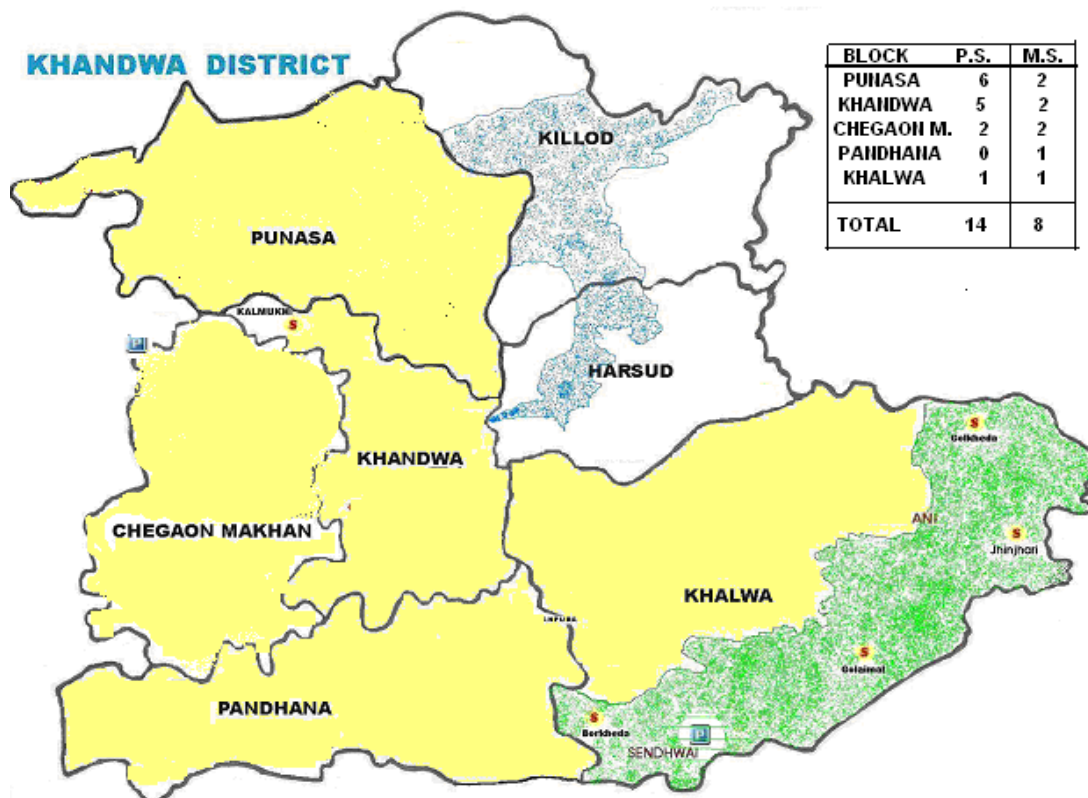 KHANDWA DISTRICT
BLOCK P.S. M.S.
PUNASA 6 2
KHANDWA 5 2
CHEGAON M. 2 2
PANDHANA 0 1
KHALWA 1 1
TOTAL 14 8
KILLOD
PUNASA
KALMUKHI
S
P
HARSUD
S
Golkheda
KHANDWA
ANI
CHEGAON MAKHAN
S
Jhinjhari
KHALWA
S
Golaimal
PANDHANA
S
Borkheda
P
SENDHWAI